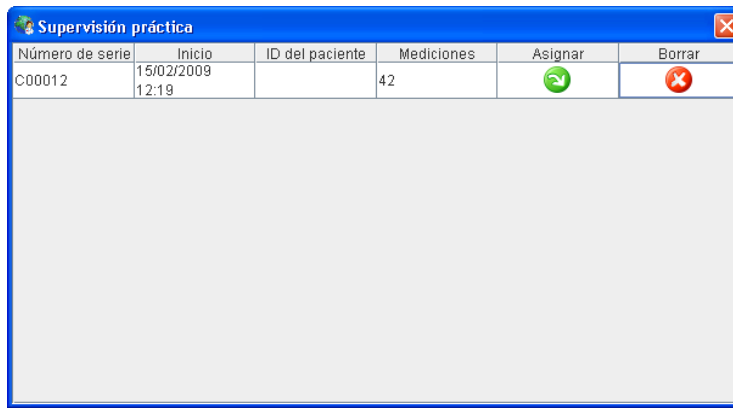 Supervisión práctica
Número de serie Inicio ID del paciente Mediciones Asignar Borrar
C00012 15/02/2009 12:19 42